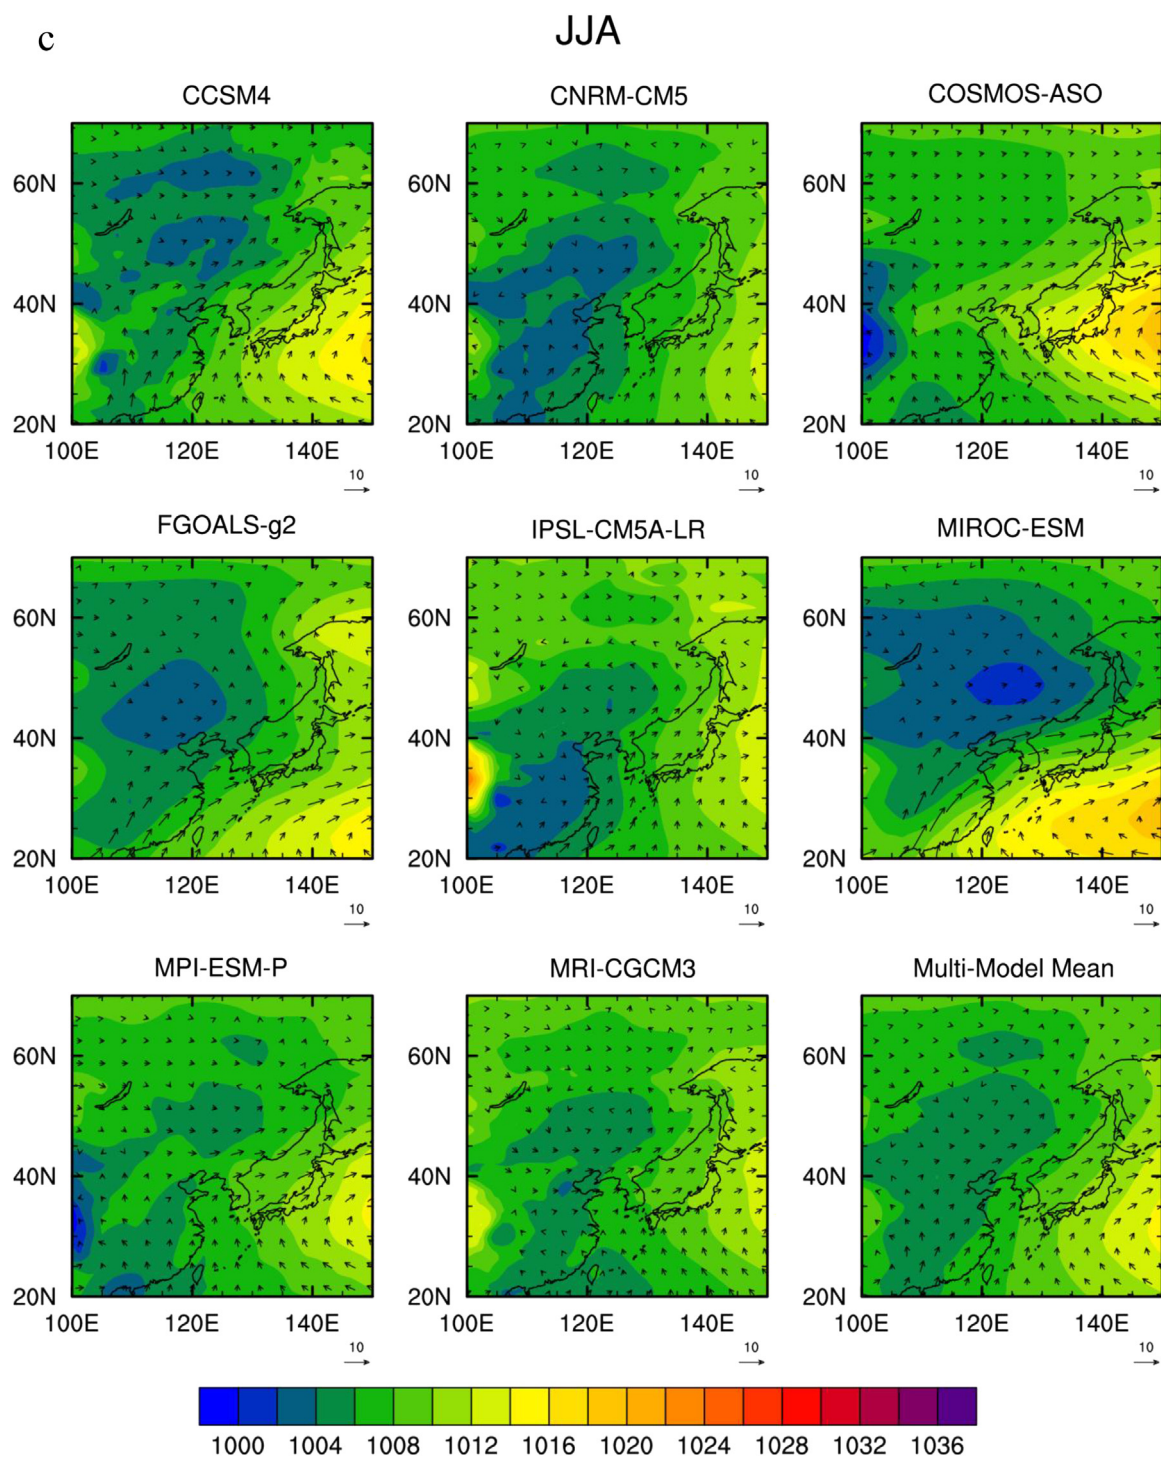 c
JJA
CCSM4 CNRM-CM5 COSMOS-ASO
60N 60N 60N
40N 40N 40N
20N 20N 20N
100E 120E 140E 100E 120E 140E 100E 120E 140E
10 10 10
FGOALS-g2 IPSL-CM5A-LR MIROC-ESM
60N 60N 60N
40N 40N 40N
20N 20N 20N
100E 120E 140E 100E 120E 140E 100E 120E 140E
10 10 10
MPI-ESM-P MRI-CGCM3 Multi-Model Mean
60N 60N 60N
40N 40N 40N
20N 20N 20N
100E 120E 140E 100E 120E 140E 100E 120E 140E
10 10 10
1000 1004 1008 1012 1016 1020 1024 1028 1032 1036